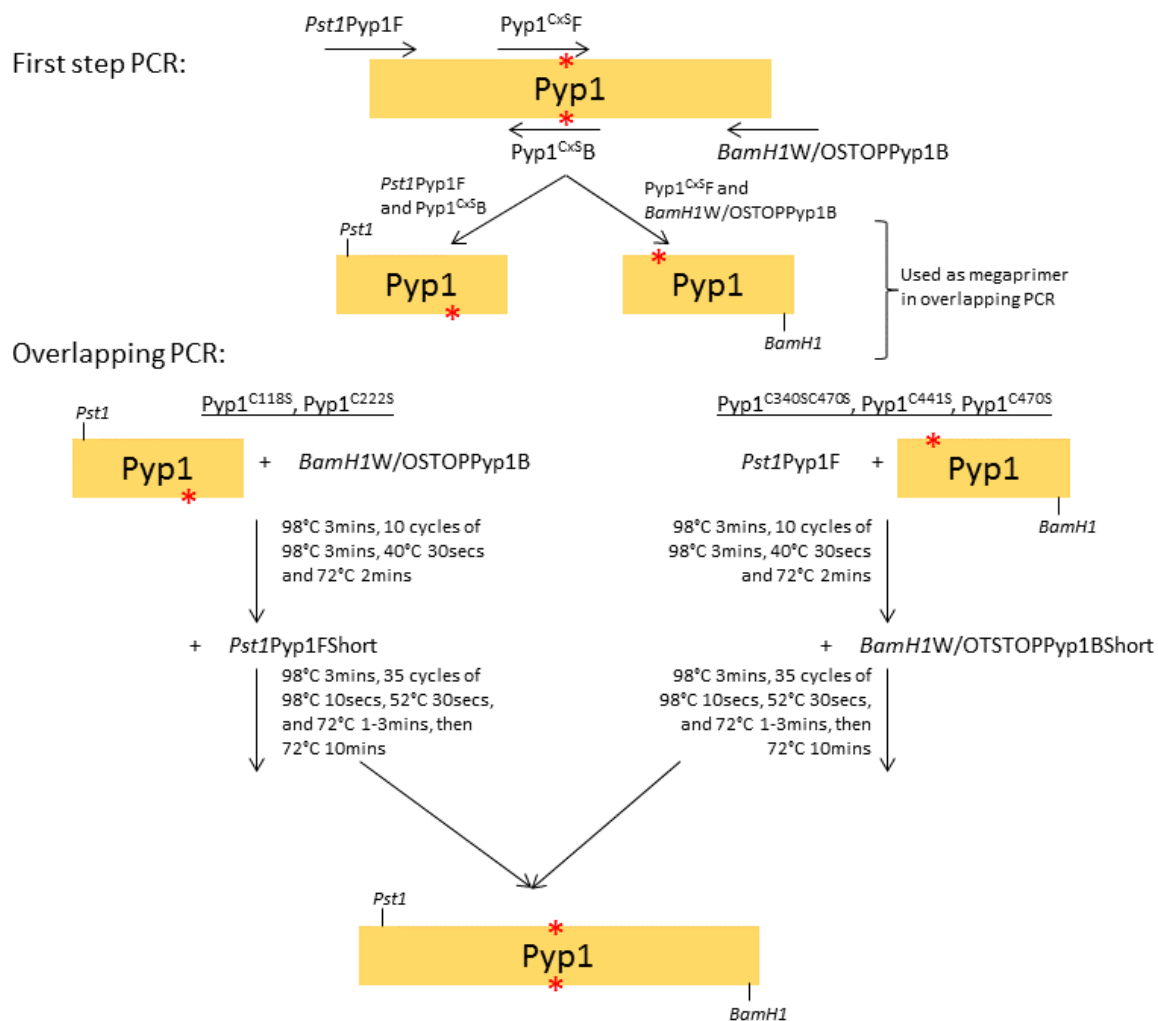 Pst1Pyp1F
Pyp1CxSF
First step PCR:
*
Pyp1
*
Pyp1CxSB
BamH1W/OSTOPPyp1B
Pst1Pyp1F
and Pyp1CxSB
Pyp1CxSF and
BamH1W/OSTOPPyp1B
Pst1
*
Pyp1
*
Pyp1
BamH1
Used as megaprimer
in overlapping PCR
Overlapping PCR:
Pyp1C118S, Pyp1C222S
Pyp1C340SC470S, Pyp1C441S, Pyp1C470S
Pst1
Pyp1
*
+ BamH1W/OSTOPPyp1B
Pst1Pyp1F +
*
Pyp1
BamH1
98°C 3mins, 10 cycles of
98°C 3mins, 40°C 30secs
and 72°C 2mins
98°C 3mins, 10 cycles of
98°C 3mins, 40°C 30secs
and 72°C 2mins
+ Pst1Pyp1FShort
+ BamH1W/OTSTOPPyp1BShort
98°C 3mins, 35 cycles of
98°C 10secs, 52°C 30secs,
and 72°C 1-3mins, then
72°C 10mins
98°C 3mins, 35 cycles of
98°C 10secs, 52°C 30secs,
and 72°C 1-3mins, then
72°C 10mins
Pst1
*
Pyp1
*
BamH1